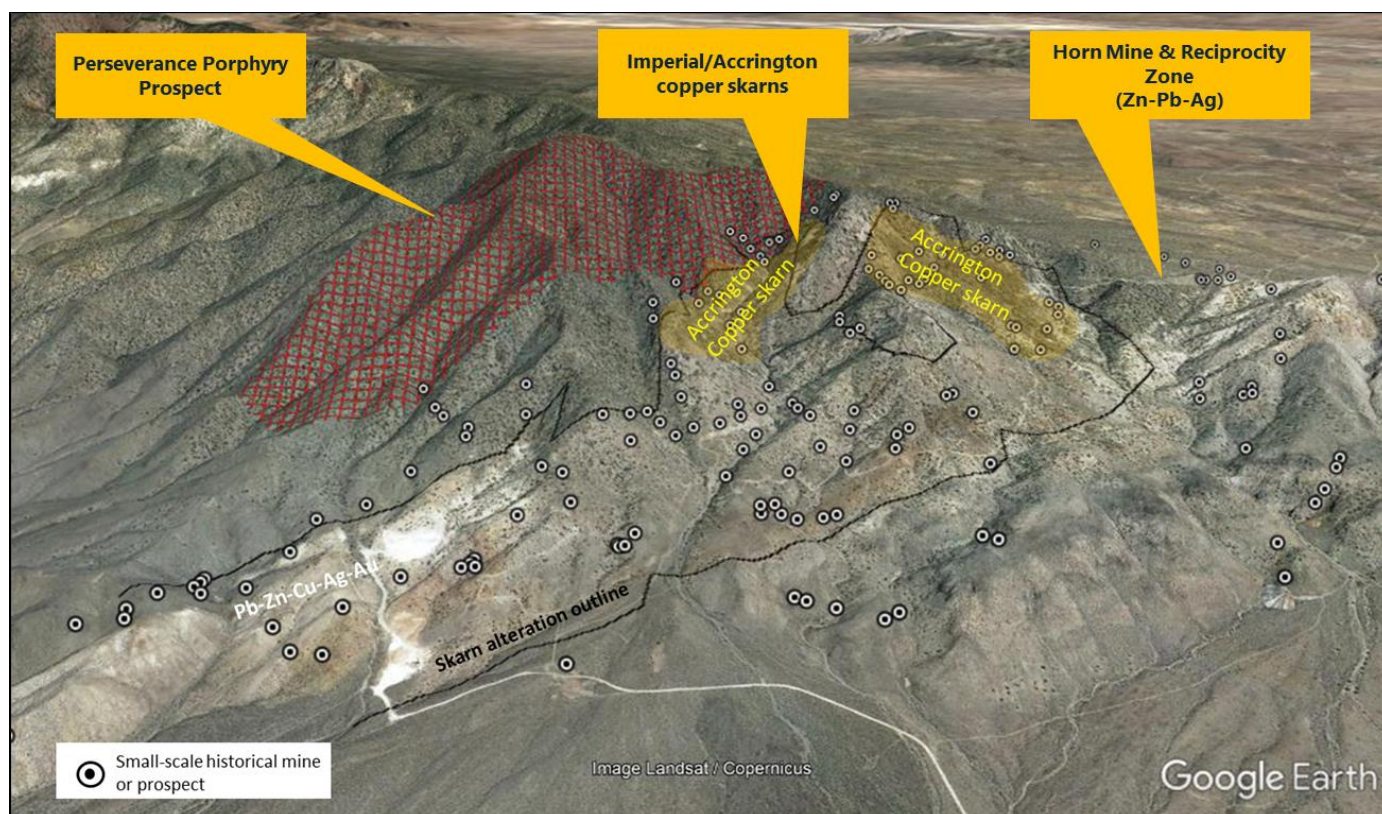 Perseverance Porphyry
Prospect
Imperial/Accrington
copper skarns
Horn Mine & Reciprocity
Zone
(Zn-Pb-Ag)
Accrington
Copper skarn
Accrington
Copper skarn
Pb-Zn-Cu-Ag-Au
Skarn alteration outline
Small-scale historical mine
or prospect
Image Landsat / Copernicus
Google Earth